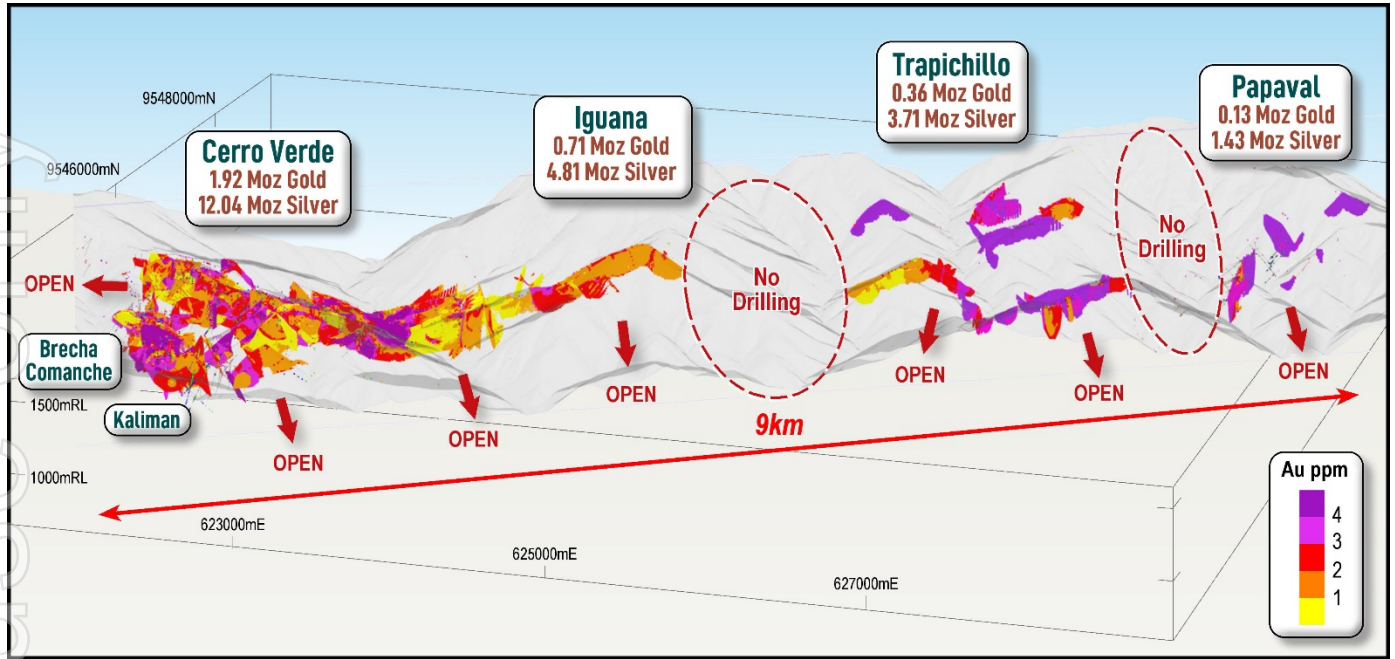 Trapichillo
0.36 Moz Gold
3.71 Moz Silver
Papaval
0.13 Moz Gold
1.43 Moz Silver
Iguana
0.71 Moz Gold
4.81 Moz Silver
Cerro Verde
1.92 Moz Gold
12.04 Moz Silver
9548000mN
9546000mN
No
Drilling
No
Drilling
OPEN
Brecha
Comanche
Kaliman
1500mRL
1000mRL
OPEN
OPEN
OPEN
OPEN
OPEN
OPEN
9km
623000mE
625000mE
627000mE
Au ppm
4
3
2
1